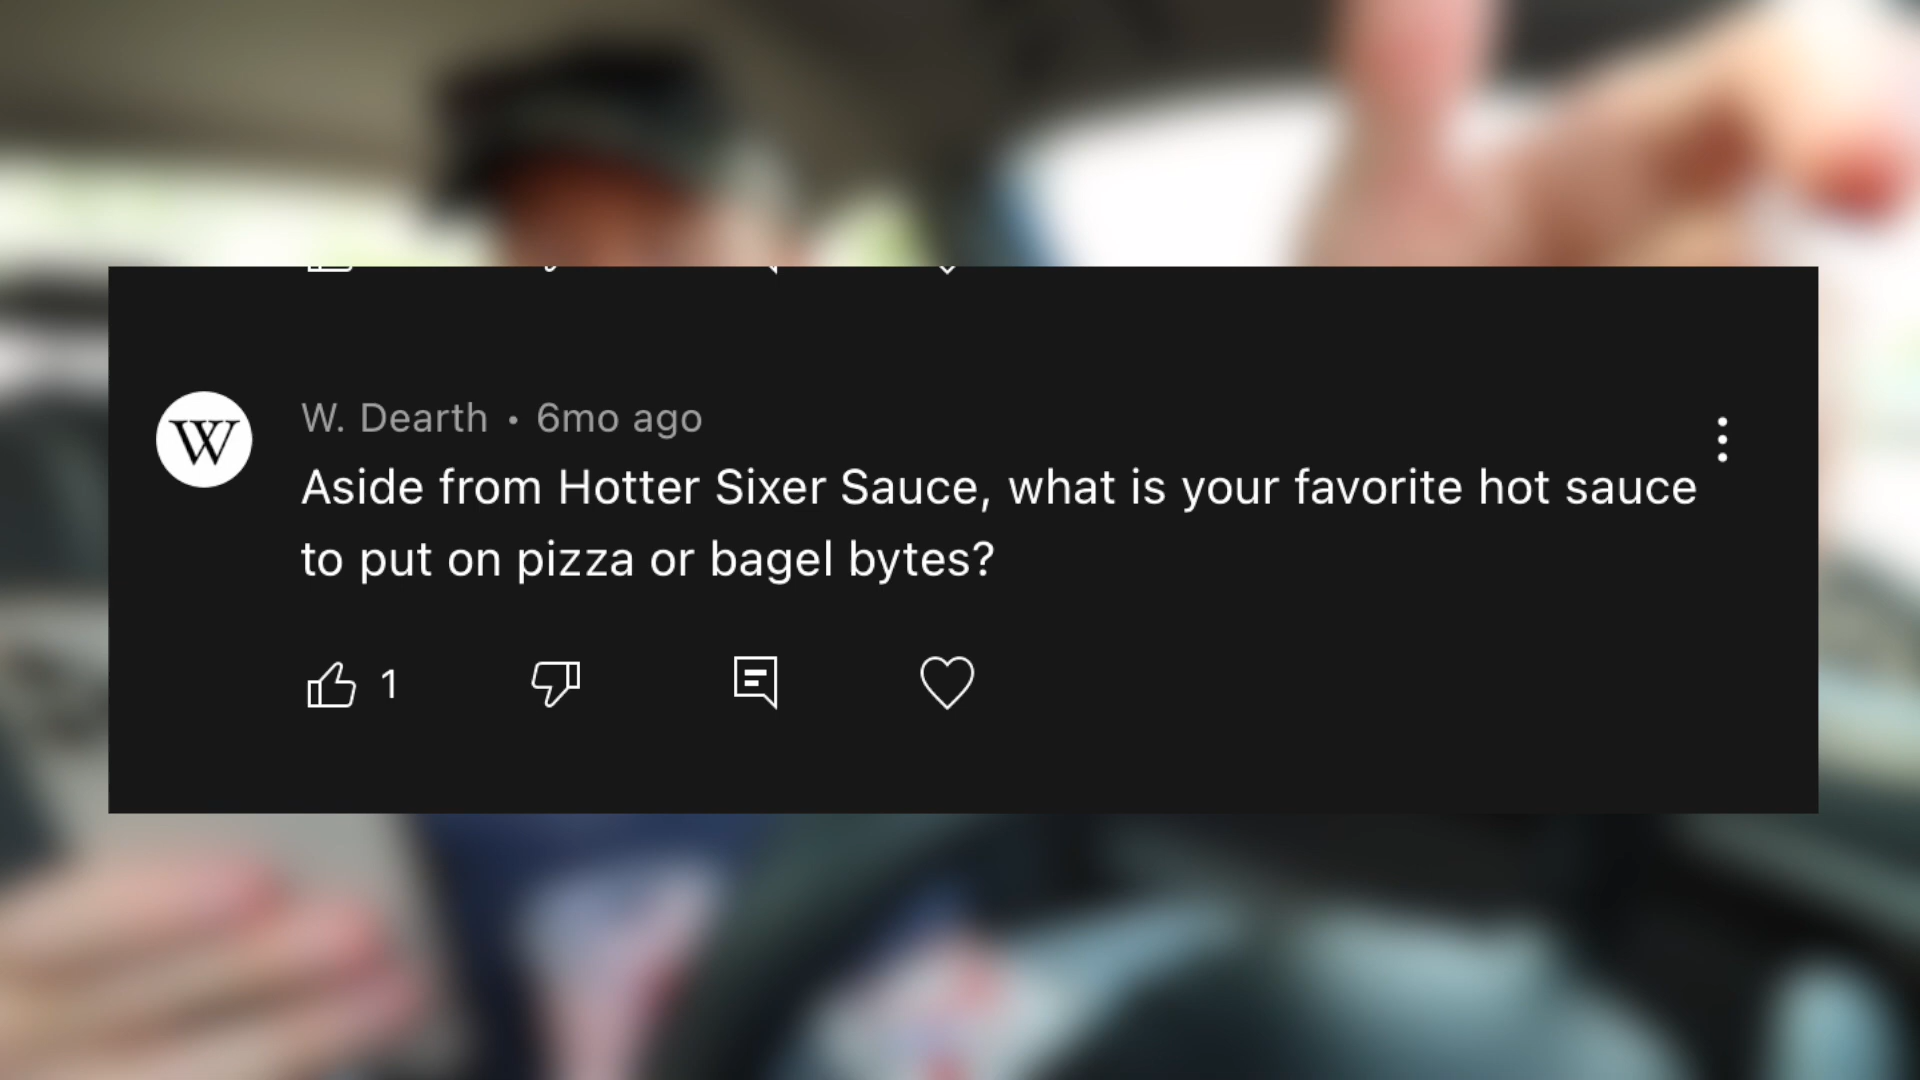 W
W. Dearth • 6mo ago
Aside from Hotter Sixer Sauce, what is your favorite hot sauce
to put on pizza or bagel bytes?
1